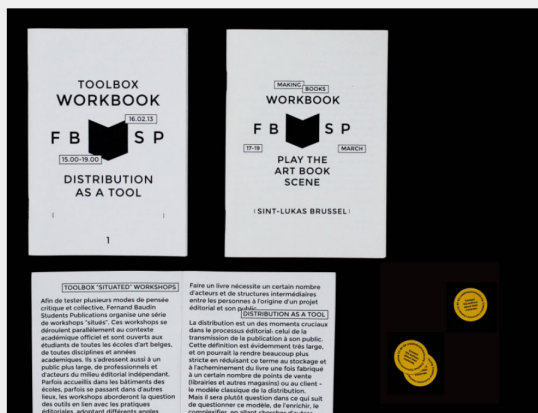 TOOLBOX
WORKBOOK
16.02.13
F B S P
15.00-19.00
DISTRIBUTION
AS A TOOL
1
MAKING
BOOKS
WORKBOOK
F B S P
17-19
MARCH
PLAY THE
ART BOOK
SCENE
SINT-LUKAS BRUSSEL
TOOLBOX "SITUATED" WORKSHOPS
Afin de tester plusieurs modes de pensée
critique et collective, Fernand Baudin
Students Publications organise une série
de workshops "situés". Ces workshops se
déroulent parallèlement au contexte
académique officiel et sont ouverts aux
étudiants de toutes les écoles d'art belges,
de toutes disciplines et années
académiques. Ils s'adressent aussi à un
public plus large, de professionnels et
d'acteurs du milieu éditorial indépendant.
Parfois accueillis dans les bâtiments des
écoles, parfois se passant dans d'autres
lieux, les workshops aborderont la question
des outils en lien avec les pratiques
éditoriales, adoptant différents angles
Faire un livre nécessite un certain nombre
d'acteurs et de structures intermédiaires
entre les personnes à l'origine d'un projet
éditorial et son public.
DISTRIBUTION AS A TOOL
La distribution est un des moments cruciaux
dans le processus éditorial: celui de la
transmission de la publication à son public.
Cette définition est évidemment très large,
et on pourrait la rendre beaucoup plus
stricte en réduisant ce terme au stockage et
à l'acheminement du livre une fois fabriqué
à un certain nombre de points de vente
(librairies et autres magasins) ou au client -
le modèle classique de la distribution.
Mais il sera plutôt question dans ce qui suit
de questionner ce modèle, de l'enrichir, le
complexifier, en allant chercher d'autres